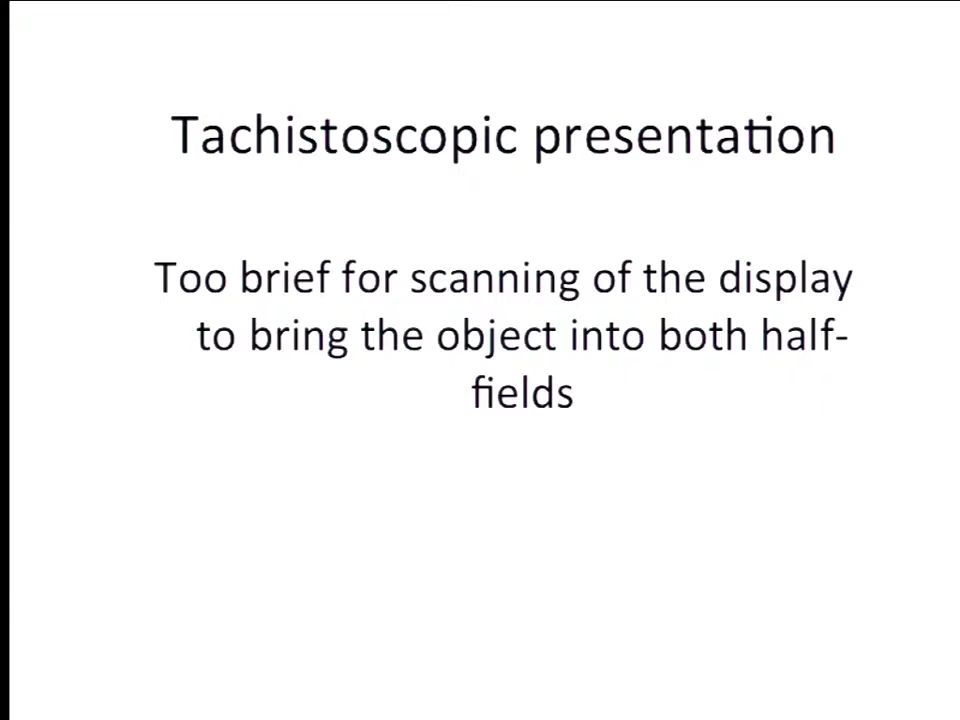 Tachistoscopic presentation
Too brief for scanning of the display
to bring the object into both half-
fields